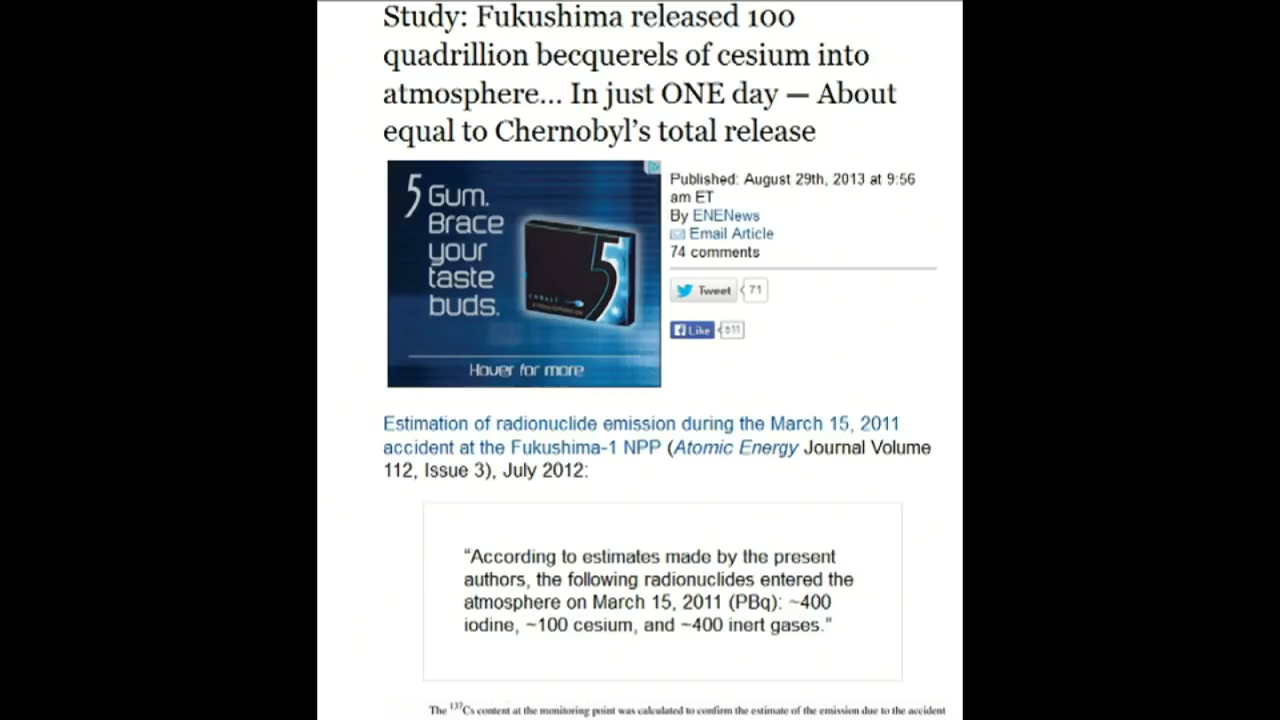 Study: Fukushima released 100
quadrillion becquerels of cesium into
atmosphere... In just ONE day — About
equal to Chernobyl's total release
5 Gum.
Brace
your
taste
buds.
5
COBALT
Hover for more
Published: August 29th, 2013 at 9:56
am ET
By ENENews
Email Article
74 comments
Tweet 71
Like 511
Estimation of radionuclide emission during the March 15, 2011
accident at the Fukushima-1 NPP (Atomic Energy Journal Volume
112, Issue 3), July 2012:
"According to estimates made by the present
authors, the following radionuclides entered the
atmosphere on March 15, 2011 (PBq): ~400
iodine, ~100 cesium, and ~400 inert gases."
The ¹³⁷Cs content at the monitoring point was calculated to confirm the estimate of the emission due to the accident